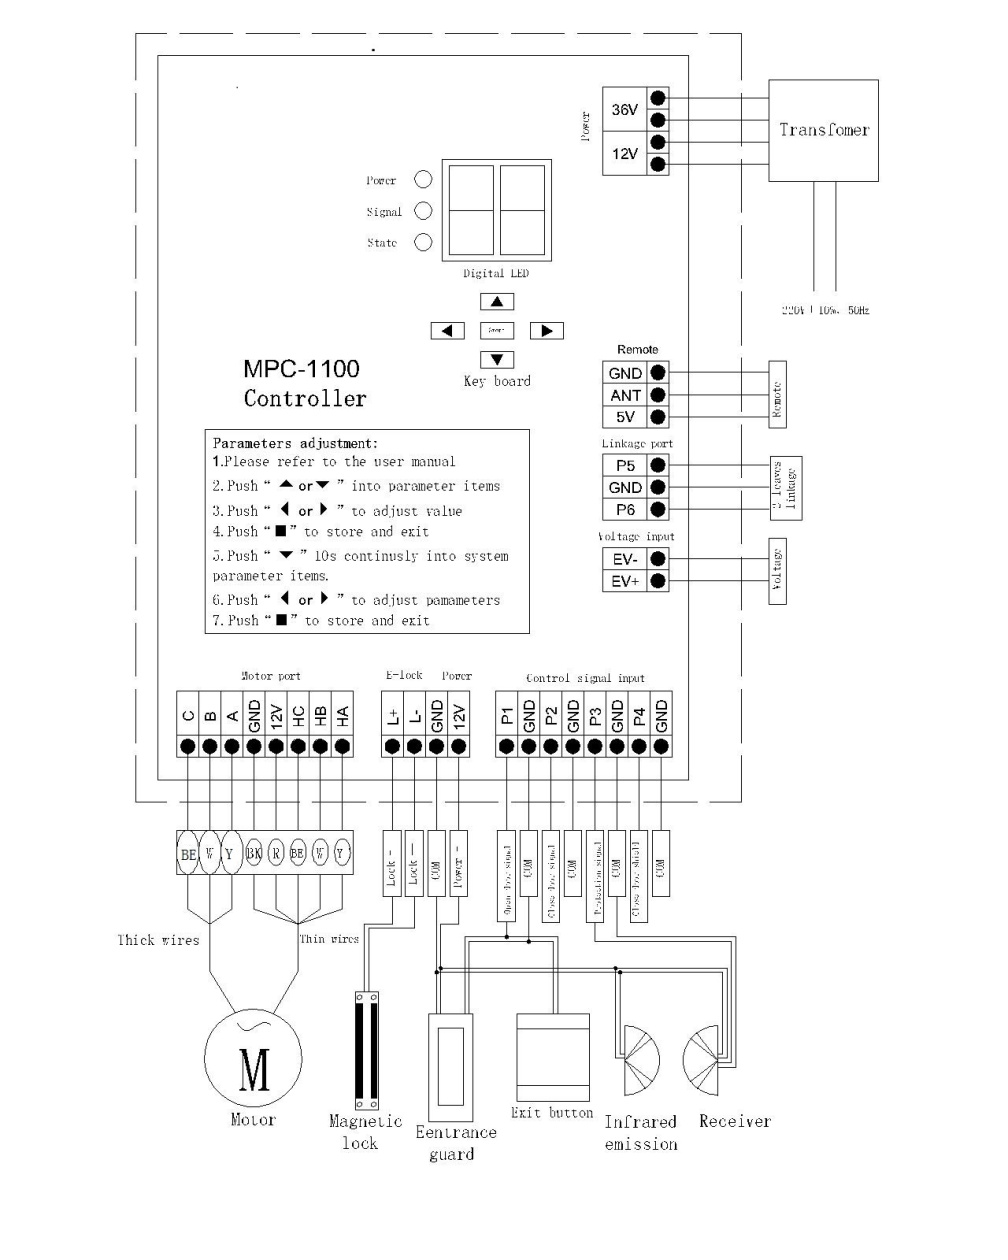 36V
Power
12V
Transfomer
Power
Signal
State
Digital LED
220V 10%. 50Hz
Key board
MPC-1100
Controller
Remote
GND
ANT
5V
Remote
Linkage port
P5
GND
P6
leaves
linkage
Voltage input
EV-
EV+
Voltage
Parameters adjustment:
1.Please refer to the user manual
2.Push “ ▲ or ▼ ” into parameter items
3.Push “ ◀ or ▶ ” to adjust value
4.Push “ ■ ” to store and exit
5.Push “ ▼ ” 10s continusly into system
parameter items.
6.Push “ ◀ or ▶ ” to adjust pamameters
7.Push “ ■ ” to store and exit
Motor port
E-lock
Power
Control signal input
C B A GND 12V HC HB HA
L+ L- GND 12V
P1 GND P2 GND P3 GND P4 GND
BE W Y BK R BE W Y
Lock -
Lock —
COM
Power -
Open door signal
COM
Close door signal
COM
Protection signal
COM
Close door shield
COM
Thick wires
Thin wires
M
Motor
Magnetic
lock
Eentrance
guard
Exit button
Infrared
emission
Receiver